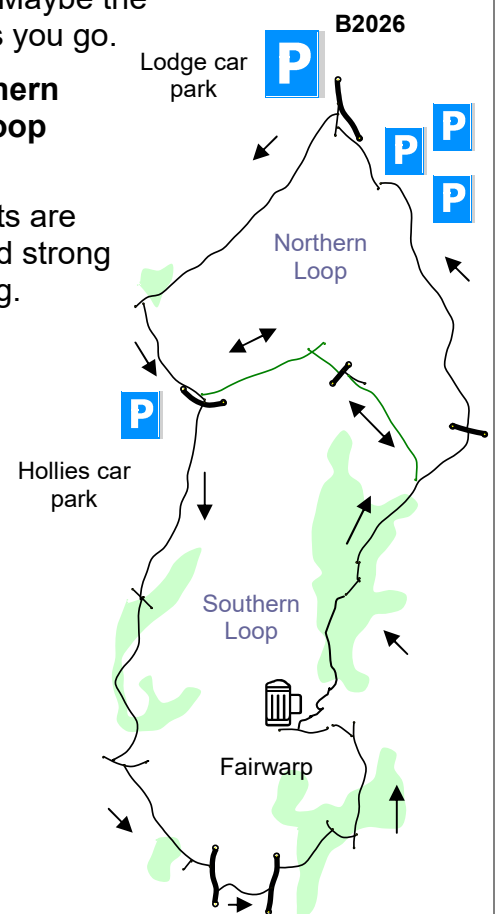 Maybe the
s you go.
hern
oop
ts are
d strong
g.
B2026
Lodge car
park
P
P
P
P
Northern
Loop
P
Hollies car
park
Southern
Loop
Fairwarp